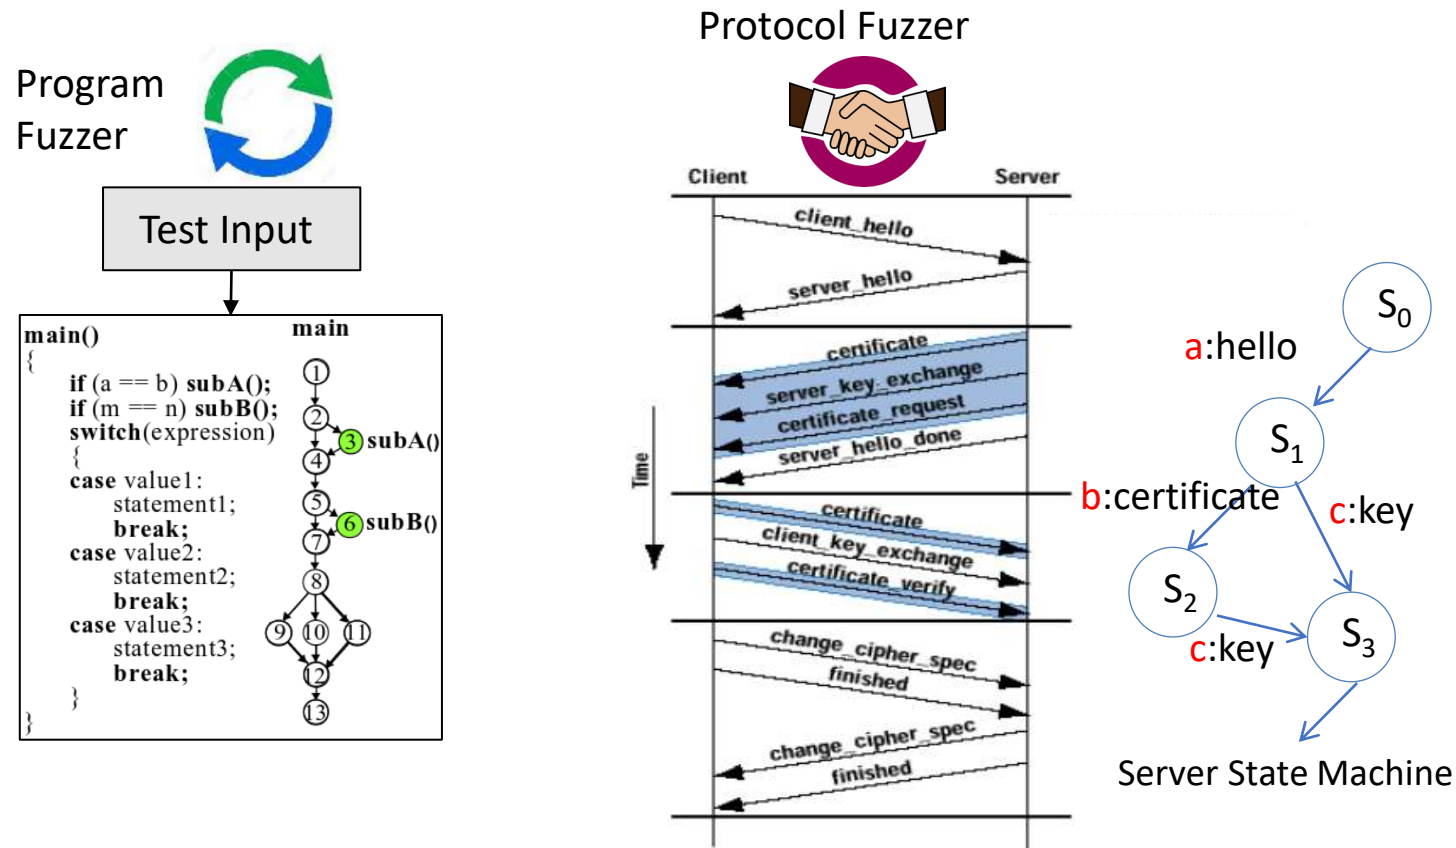 Program
Fuzzer
Test Input
main()
{
if (a == b) subA();
if (m == n) subB();
switch(expression)
{
case value1:
statement1;
break;
case value2:
statement2;
break;
case value3:
statement3;
break;
}
}
main
1
2
3 subA()
4
5
6 subB()
7
8
9 10 11
12
13
Protocol Fuzzer
Client Server
client_hello
server_hello
certificate
server_key_exchange
certificate_request
server_hello_done
Time
certificate
client_key_exchange
certificate_verify
change_cipher_spec
finished
change_cipher_spec
finished
S0
a:hello
S1
b:certificate
c:key
S2
c:key
S3
Server State Machine